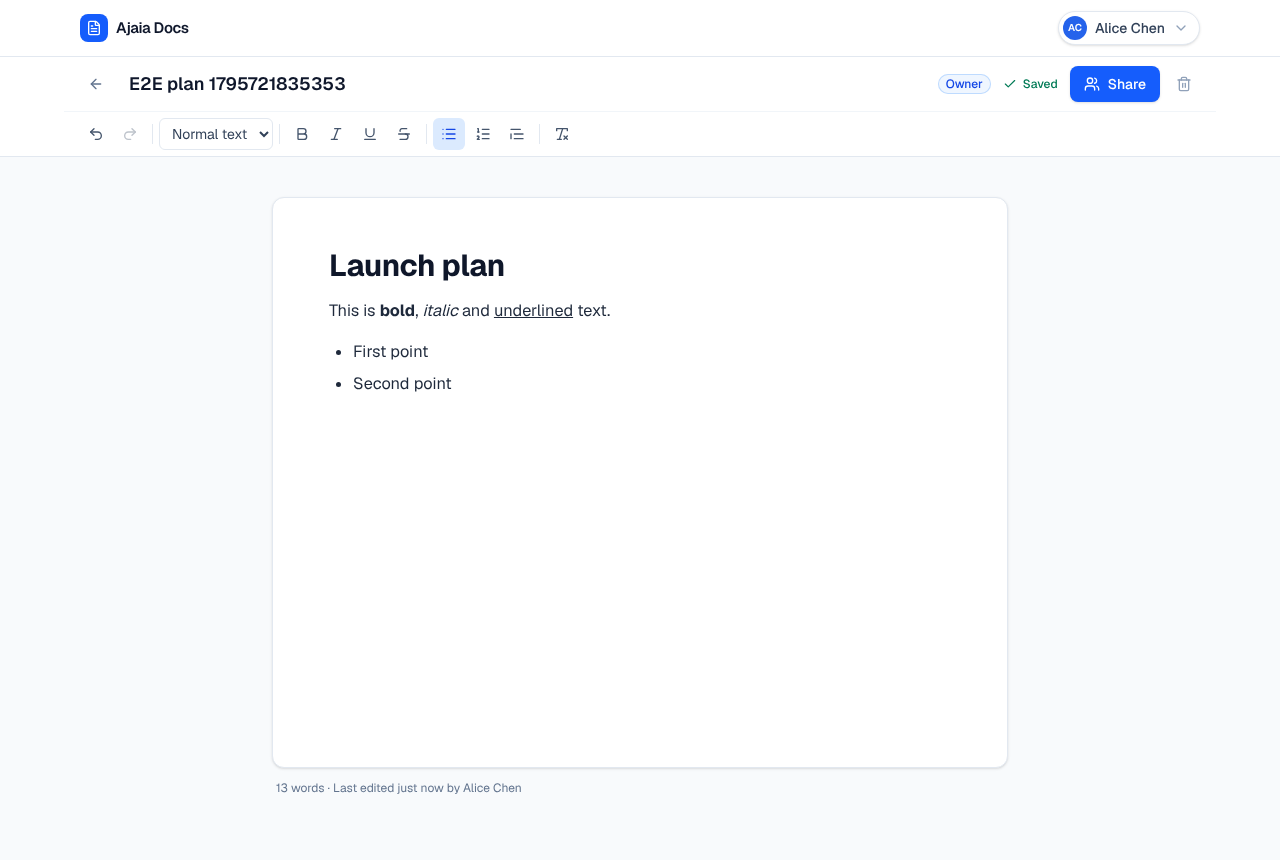 Ajaia Docs
AC Alice Chen
E2E plan 1795721835353
Owner Saved Share
Normal text
Launch plan
This is bold, italic and underlined text.
• First point
• Second point
13 words · Last edited just now by Alice Chen